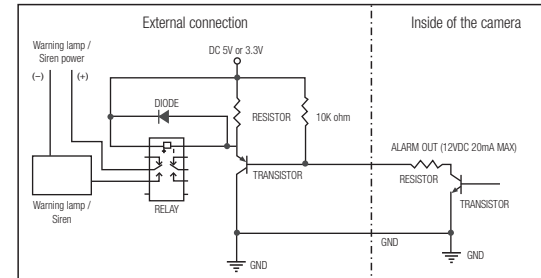 External connection
Inside of the camera
Warning lamp /
Siren power
(−)
(+)
DC 5V or 3.3V
DIODE
RESISTOR
10K ohm
ALARM OUT (12VDC 20mA MAX)
RESISTOR
TRANSISTOR
TRANSISTOR
Warning lamp /
Siren
RELAY
GND
GND
GND